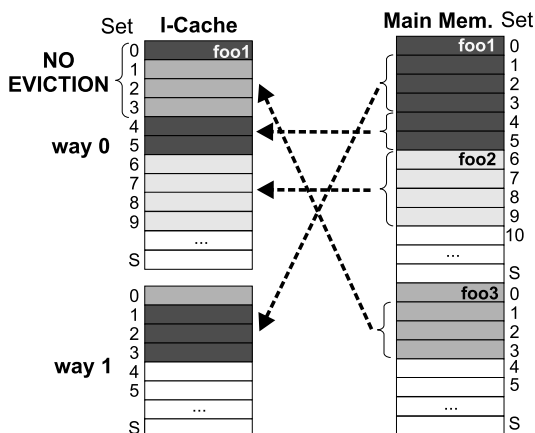 Set I-Cache Main Mem. Set
0 foo1 foo1 0
NO EVICTION
1 1
2 2
3 3
4 4
way 0
5 5
6 foo2 6
7 7
8 8
9 9
... 10
...
S S
0 foo3 0
1 1
2 2
3 3
way 1
4 4
5 5
... ...
S S